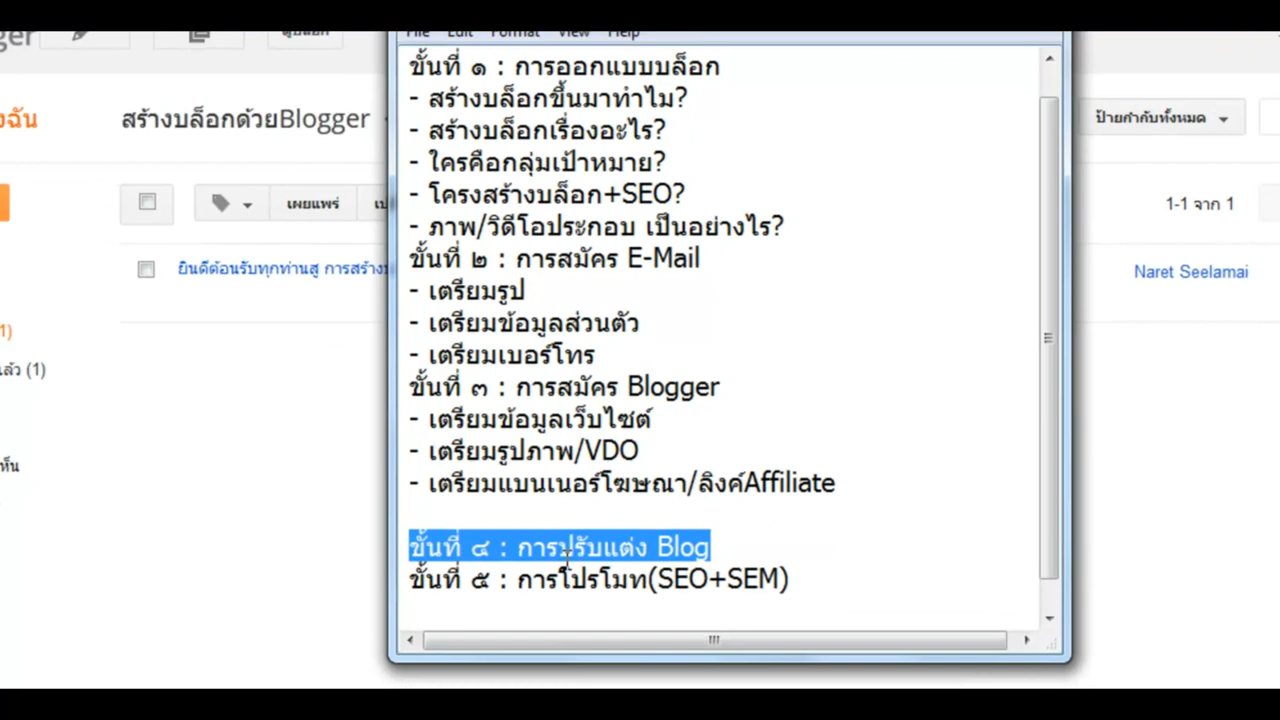 ger
File Edit Format View Help
ขั้นที่ ๑ : การออกแบบบล็อก
- สร้างบล็อกขึ้นมาทำไม?
- สร้างบล็อกเรื่องอะไร?
- ใครคือกลุ่มเป้าหมาย?
- โครงสร้างบล็อก+SEO?
- ภาพ/วิดีโอประกอบ เป็นอย่างไร?
ขั้นที่ ๒ : การสมัคร E-Mail
- เตรียมรูป
- เตรียมข้อมูลส่วนตัว
- เตรียมเบอร์โทร
ขั้นที่ ๓ : การสมัคร Blogger
- เตรียมข้อมูลเว็บไซต์
- เตรียมรูปภาพ/VDO
- เตรียมแบนเนอร์โฆษณา/ลิงค์Affiliate
ขั้นที่ ๔ : การปรับแต่ง Blog
ขั้นที่ ๕ : การโปรโมท(SEO+SEM)
งฉัน
สร้างบล็อกด้วยBlogger
ป้ายกำกับทั้งหมด
เผยแพร่
1-1 จาก 1
ยินดีต้อนรับทุกท่านสู การสร้างบ
Naret Seelamai
1)
แล้ว (1)
ห็น